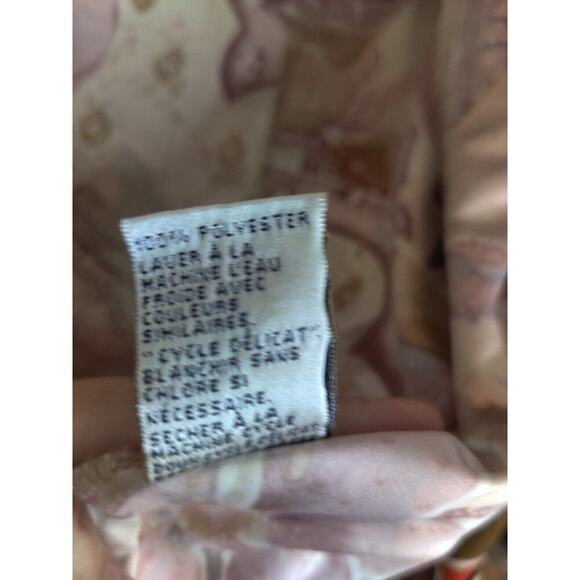 100% POLYESTER
LAVER À LA
MACHINE L'EAU
FROIDE AVEC
COULEURS
SIMILAIRES,
"CYCLE DÉLICAT".
BLANCHIR SANS
CHLORE SI
NÉCESSAIRE.
SECHER À LA
MACHINE CYCLE